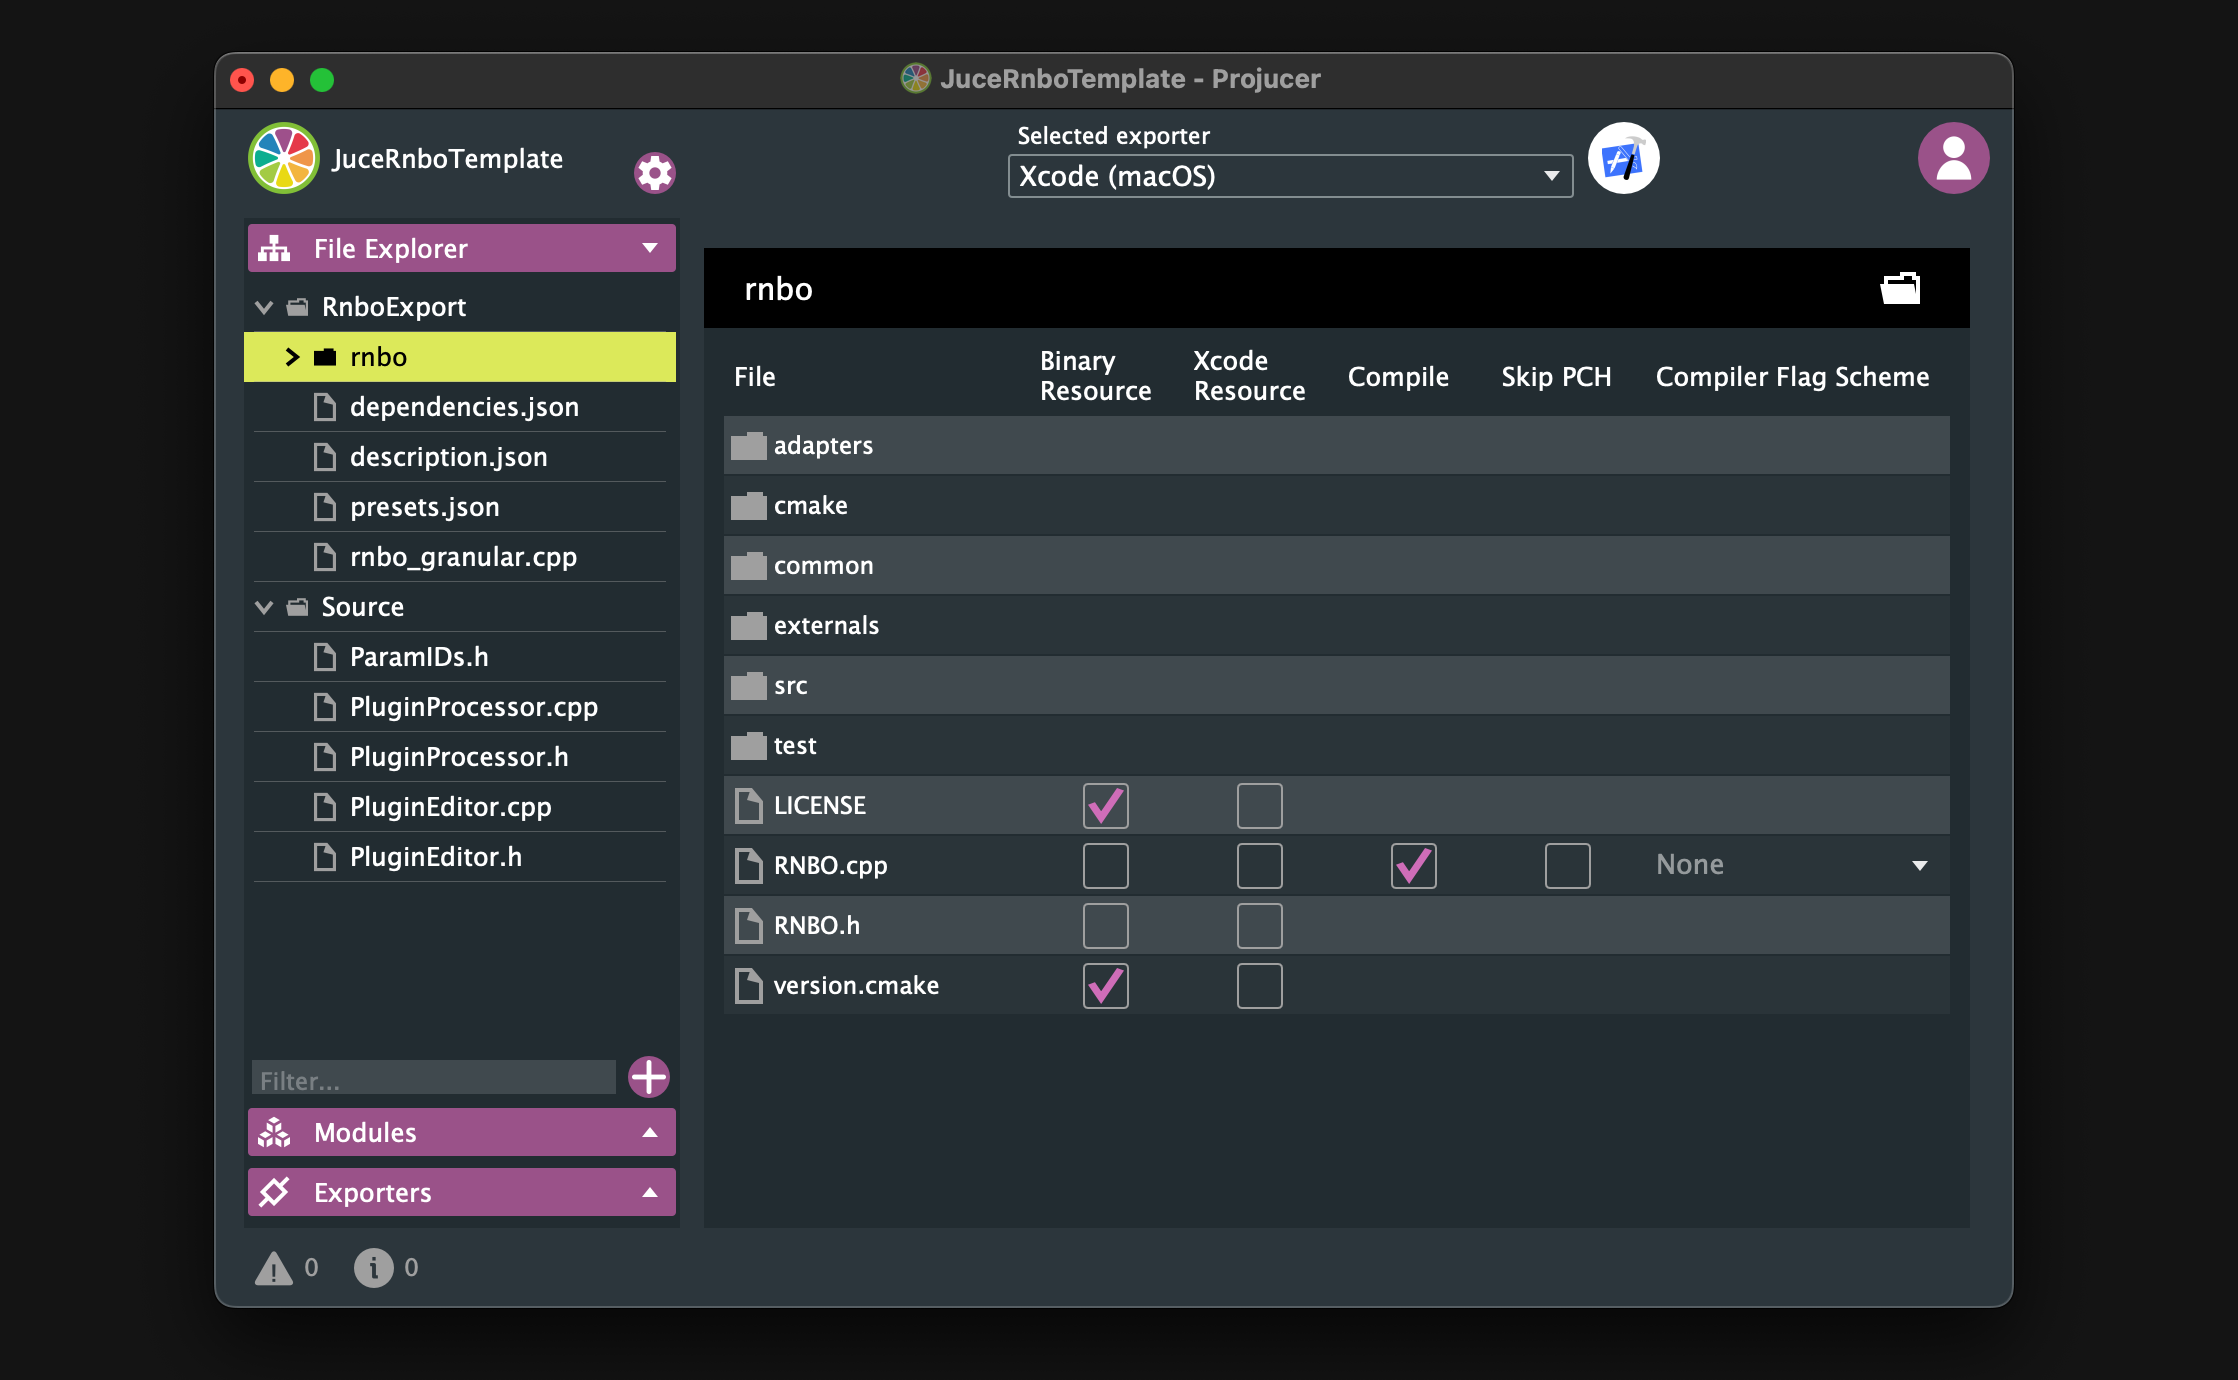 JuceRnboTemplate - Projucer
JuceRnboTemplate
Selected exporter
Xcode (macOS)
File Explorer
RnboExport
rnbo
dependencies.json
description.json
presets.json
rnbo_granular.cpp
Source
ParamIDs.h
PluginProcessor.cpp
PluginProcessor.h
PluginEditor.cpp
PluginEditor.h
Filter...
Modules
Exporters
0
0
rnbo
File
Binary
Resource
Xcode
Resource
Compile
Skip PCH
Compiler Flag Scheme
adapters
cmake
common
externals
src
test
LICENSE
RNBO.cpp
None
RNBO.h
version.cmake